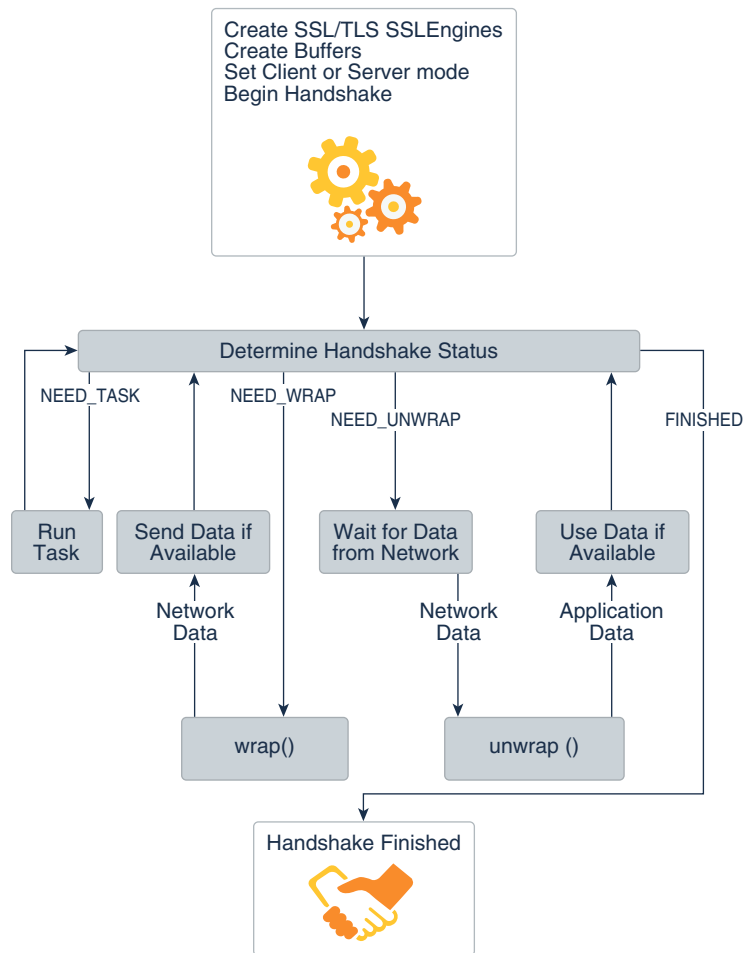 Create SSL/TLS SSLEngines
Create Buffers
Set Client or Server mode
Begin Handshake
Determine Handshake Status
NEED_TASK
NEED_WRAP
NEED_UNWRAP
FINISHED
Run
Task
Send Data if
Available
Wait for Data
from Network
Use Data if
Available
Network
Data
Network
Data
Application
Data
wrap()
unwrap ()
Handshake Finished